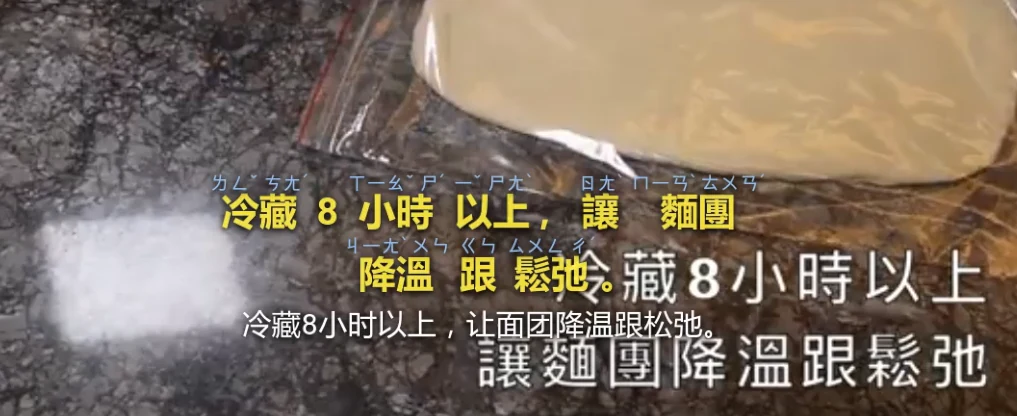 ㄌㄥˇ ㄘㄤˊ ㄒㄧㄠˇ ㄕˊ ㄧˇ ㄕㄤˋ ㄖㄤˋ ㄇㄧㄢˋ ㄊㄨㄢˊ
冷藏 8 小時 以上， 讓 麵團
ㄐㄧㄤˋ ㄨㄣ ㄍㄣ ㄙㄨㄥ ㄔˊ
降溫 跟 鬆弛 。
冷藏8小时以上，让面团降温跟松弛。
冷藏8小時以上
讓麵團降溫跟鬆弛